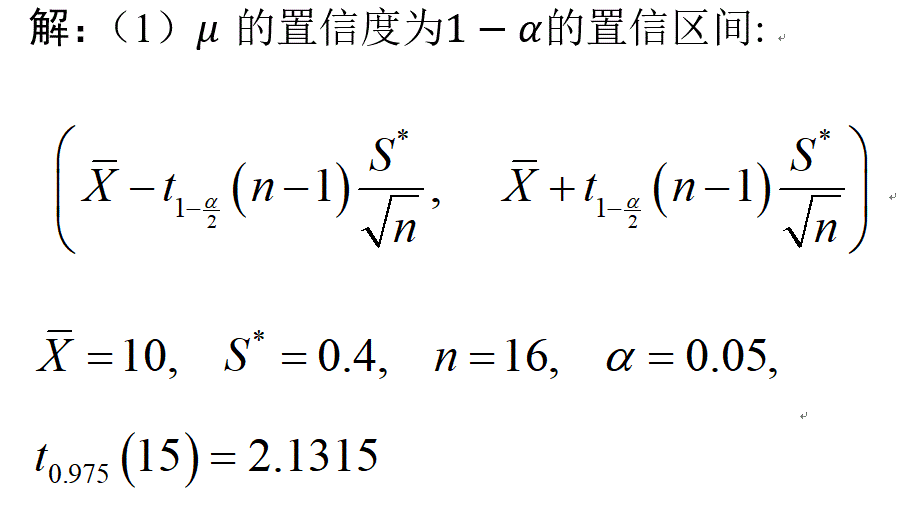 解：（1）μ 的置信度为1 − α的置信区间:
( X̄ − t_{1−α/2} (n−1) S*/√n ,  X̄ + t_{1−α/2} (n−1) S*/√n )
X̄ = 10,  S* = 0.4,  n = 16,  α = 0.05,
t_{0.975} (15) = 2.1315